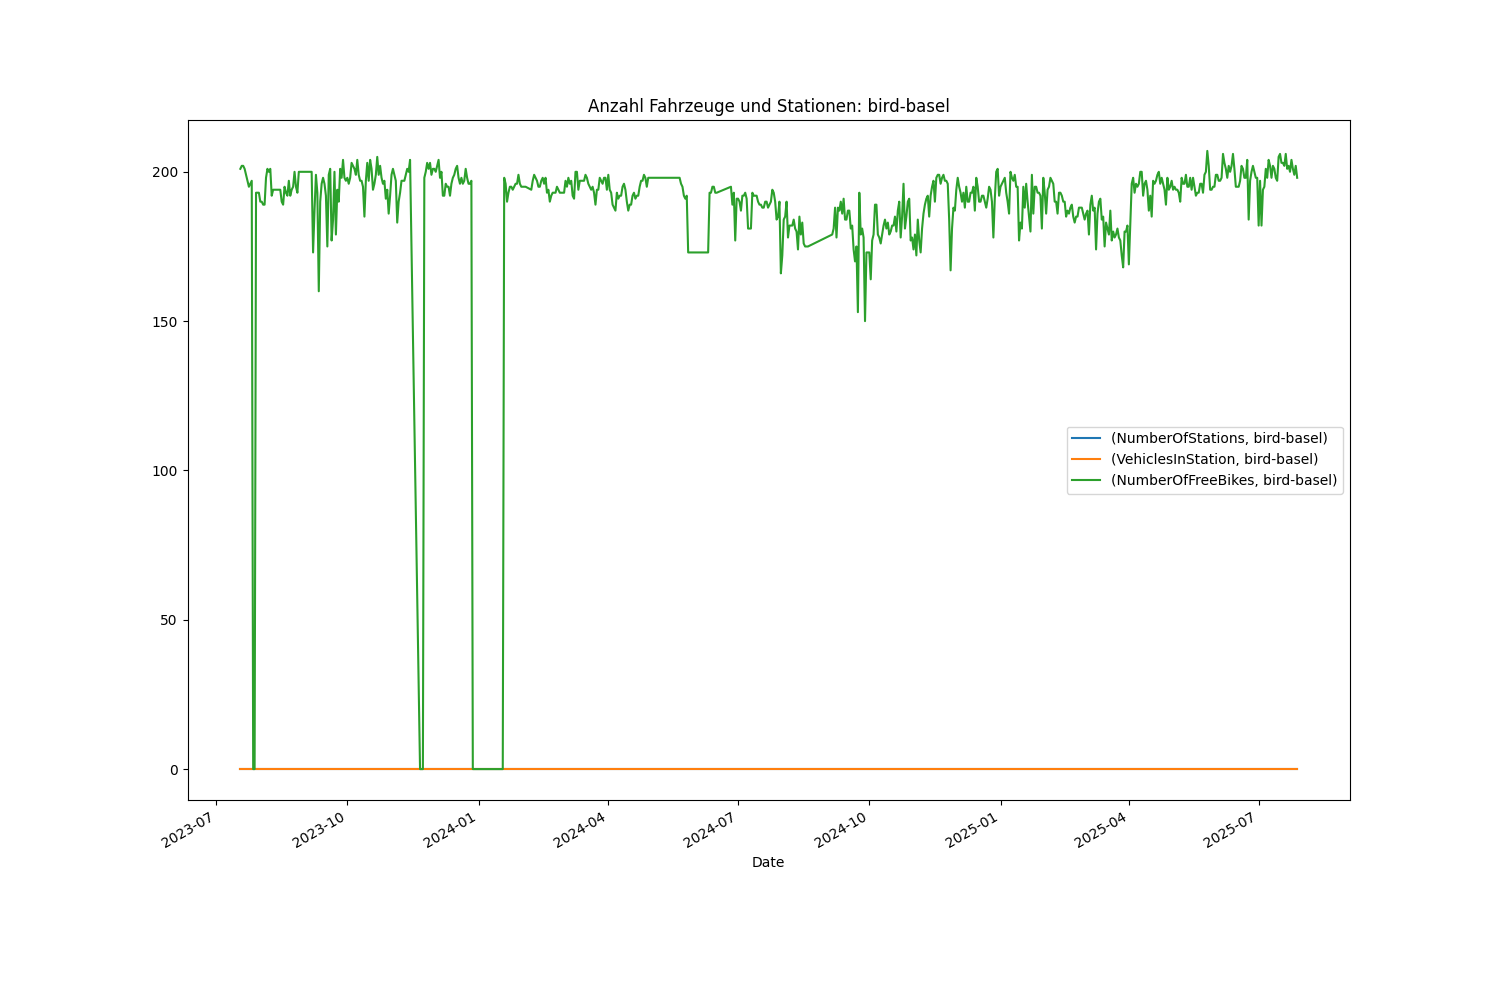 Anzahl Fahrzeuge und Stationen: bird-basel
200
150
100
50
0
(NumberOfStations, bird-basel)
(VehiclesInStation, bird-basel)
(NumberOfFreeBikes, bird-basel)
2023-07
2023-10
2024-01
2024-04
2024-07
2024-10
2025-01
2025-04
2025-07
Date